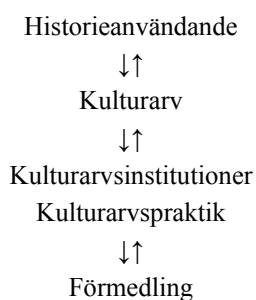 Historieanvändande
↓↑
Kulturarv
↓↑
Kulturarvsinstitutioner
Kulturarvspraktik
↓↑
Förmedling